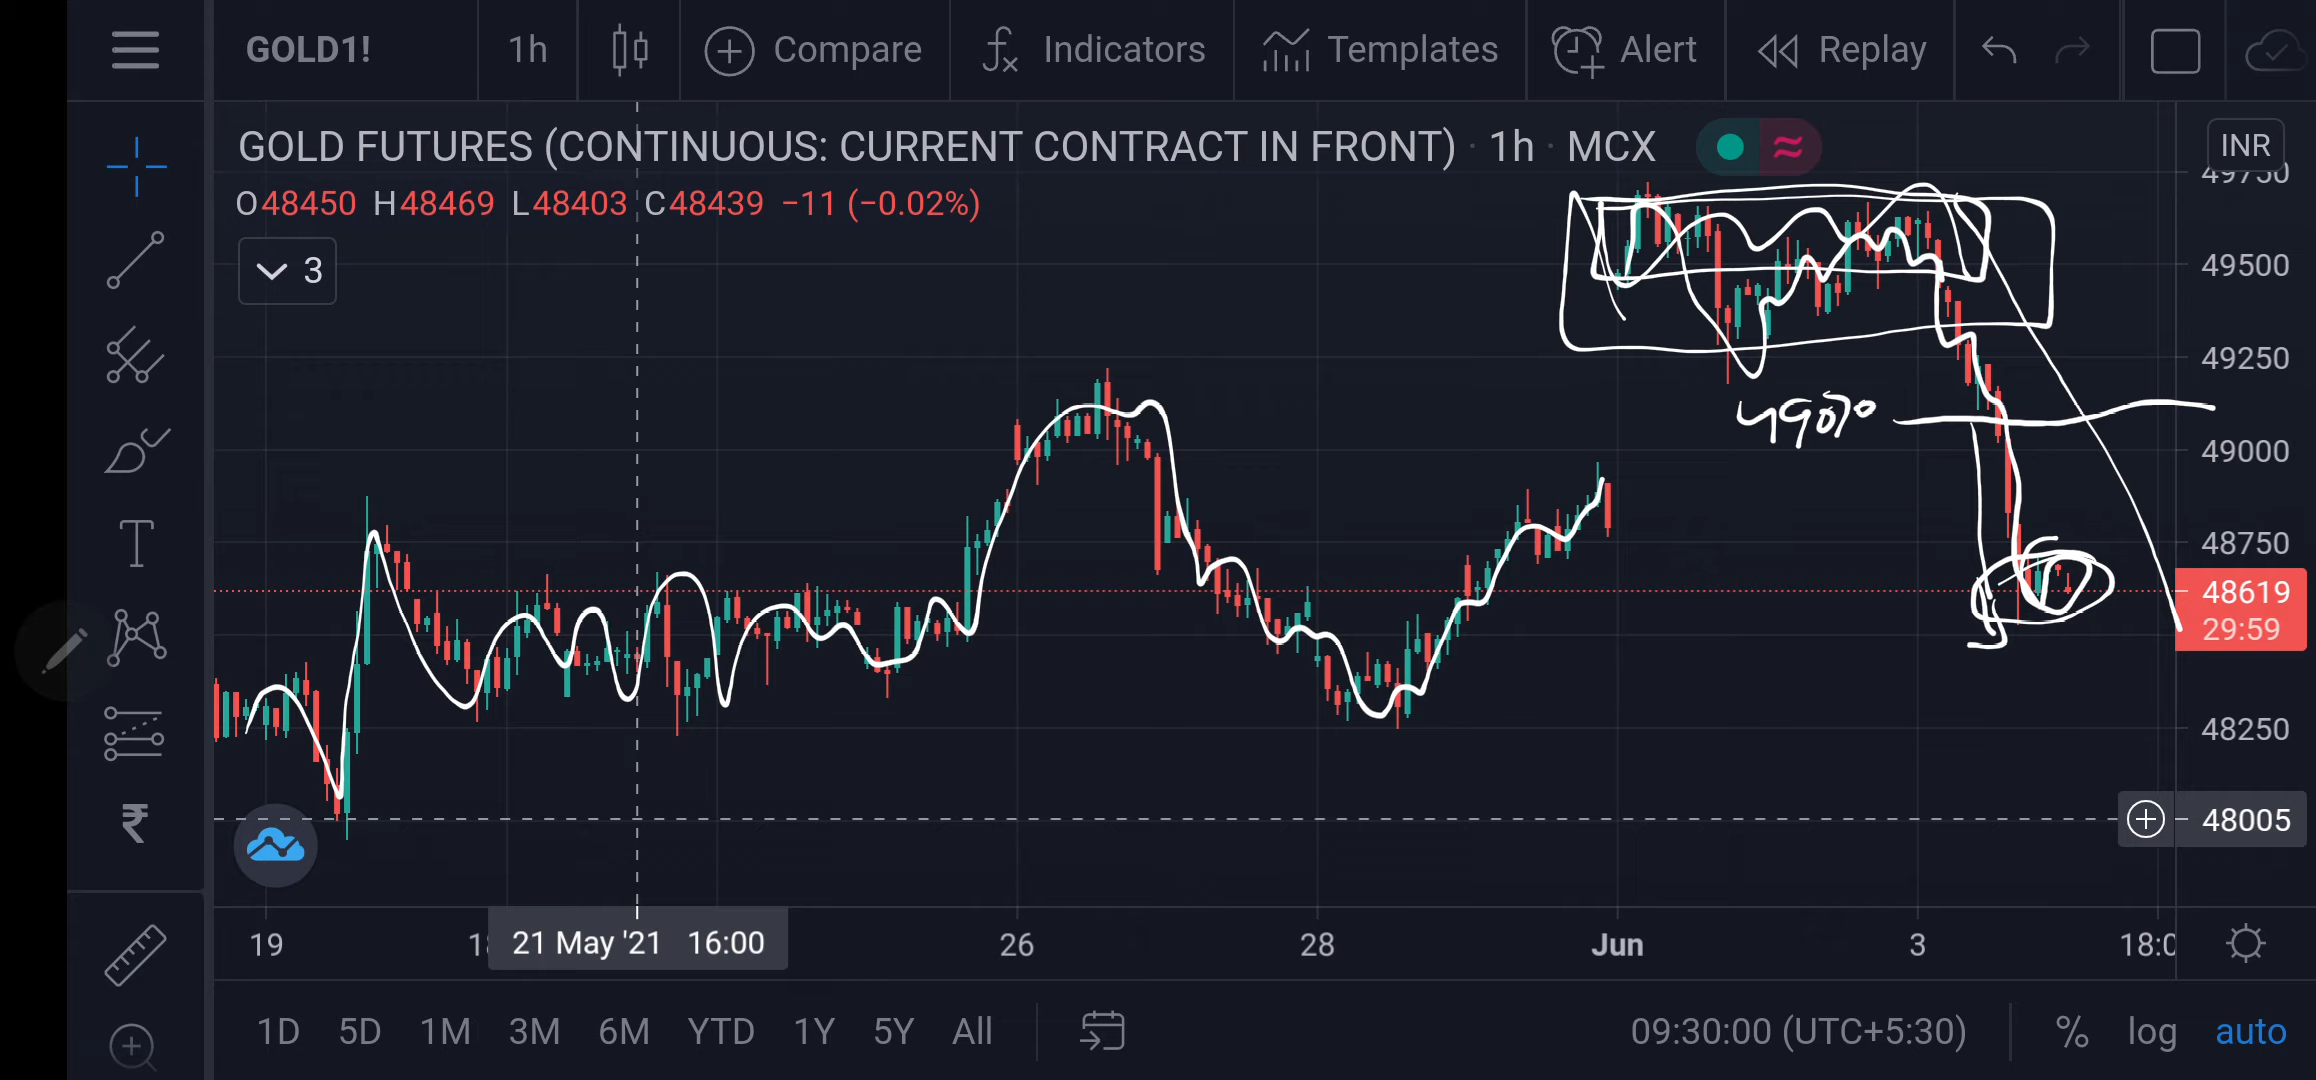 GOLD1! 1h Compare Indicators Templates Alert Replay
GOLD FUTURES (CONTINUOUS: CURRENT CONTRACT IN FRONT) · 1h · MCX
INR
O48450 H48469 L48403 C48439 −11 (−0.02%)
3
49750
49500
49250
49070
49000
48750
48619
29:59
48250
48005
19
21 May '21 16:00
26 28 Jun 3
1D 5D 1M 3M 6M YTD 1Y 5Y All
09:30:00 (UTC+5:30) % log auto